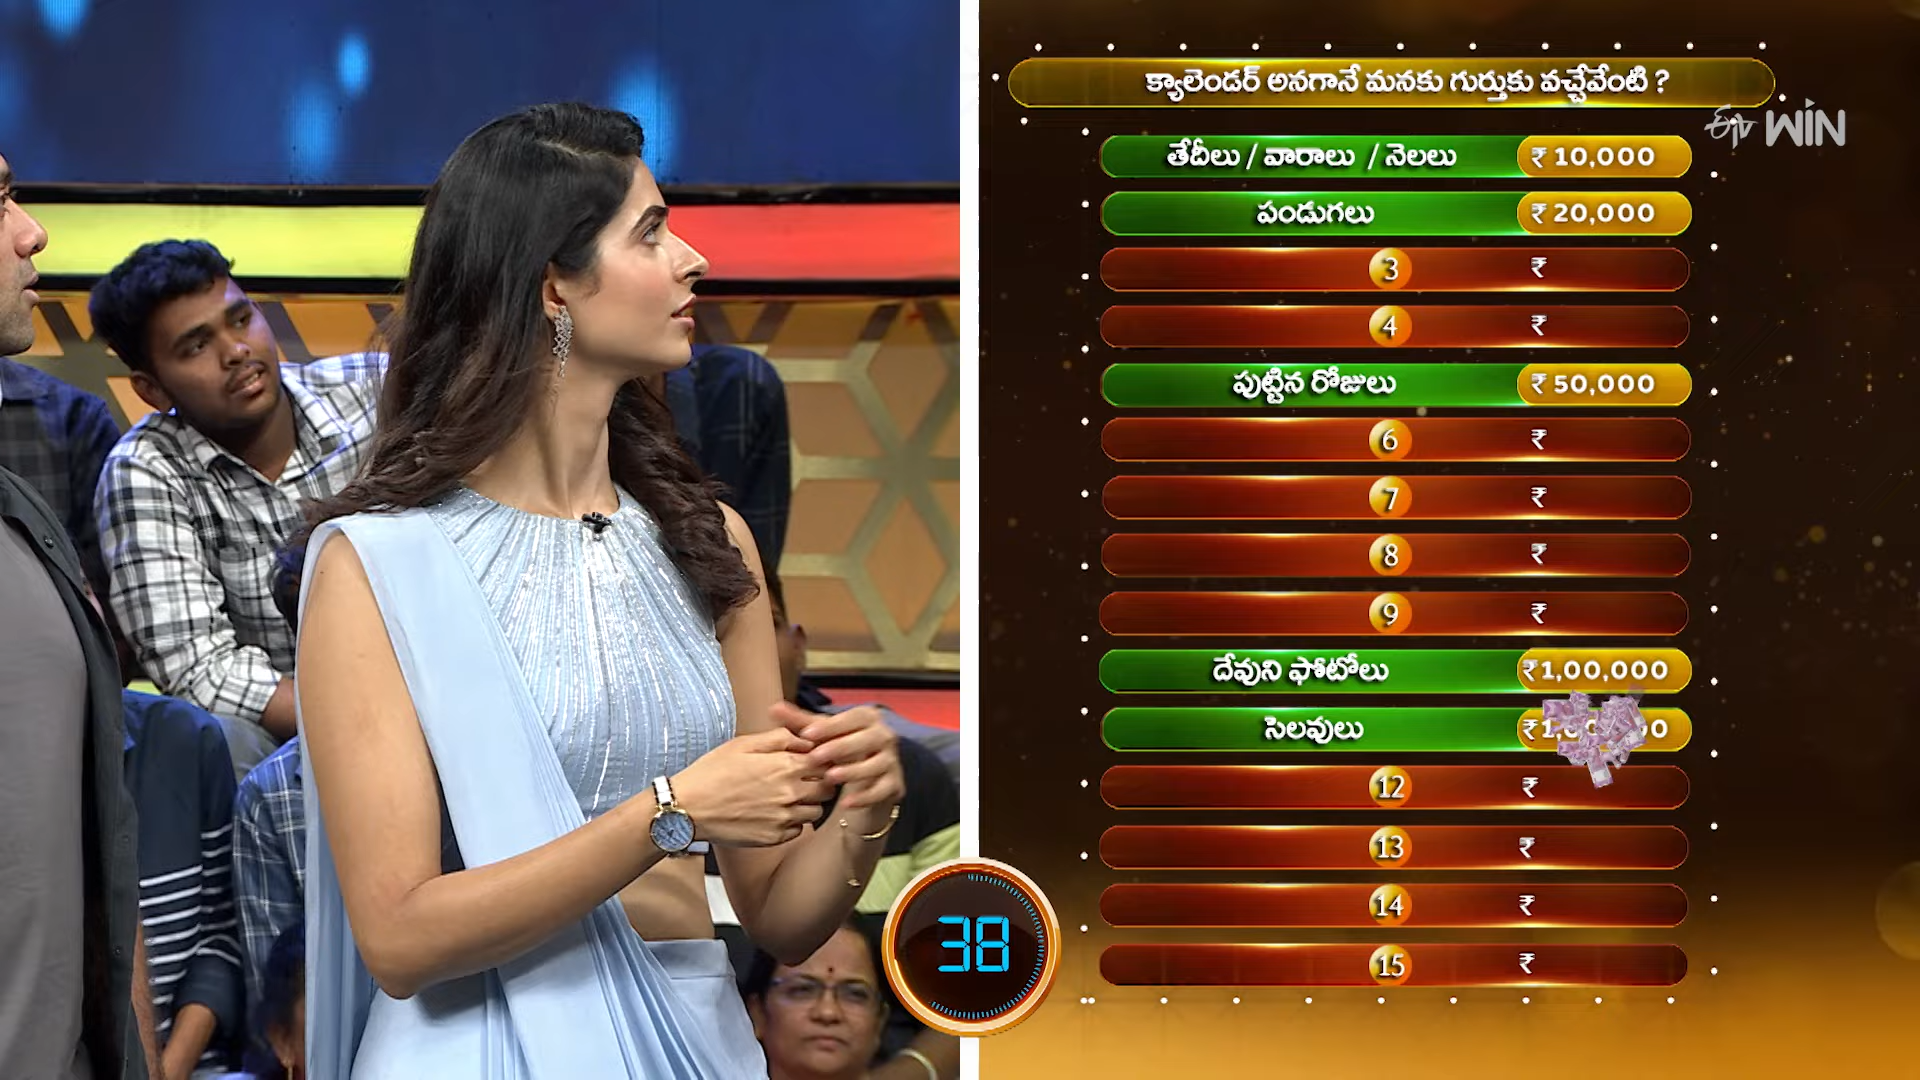 క్యాలెండర్ అనగానే మనకు గుర్తుకు వచ్చేవేంటి ?
ఈటీవీ WIN
తేదీలు / వారాలు / నెలలు ₹ 10,000
పండుగలు ₹ 20,000
3 ₹
4 ₹
పుట్టిన రోజులు ₹ 50,000
6 ₹
7 ₹
8 ₹
9 ₹
దేవుని ఫోటోలు ₹1,00,000
సెలవులు
12 ₹
13 ₹
14 ₹
15 ₹
38